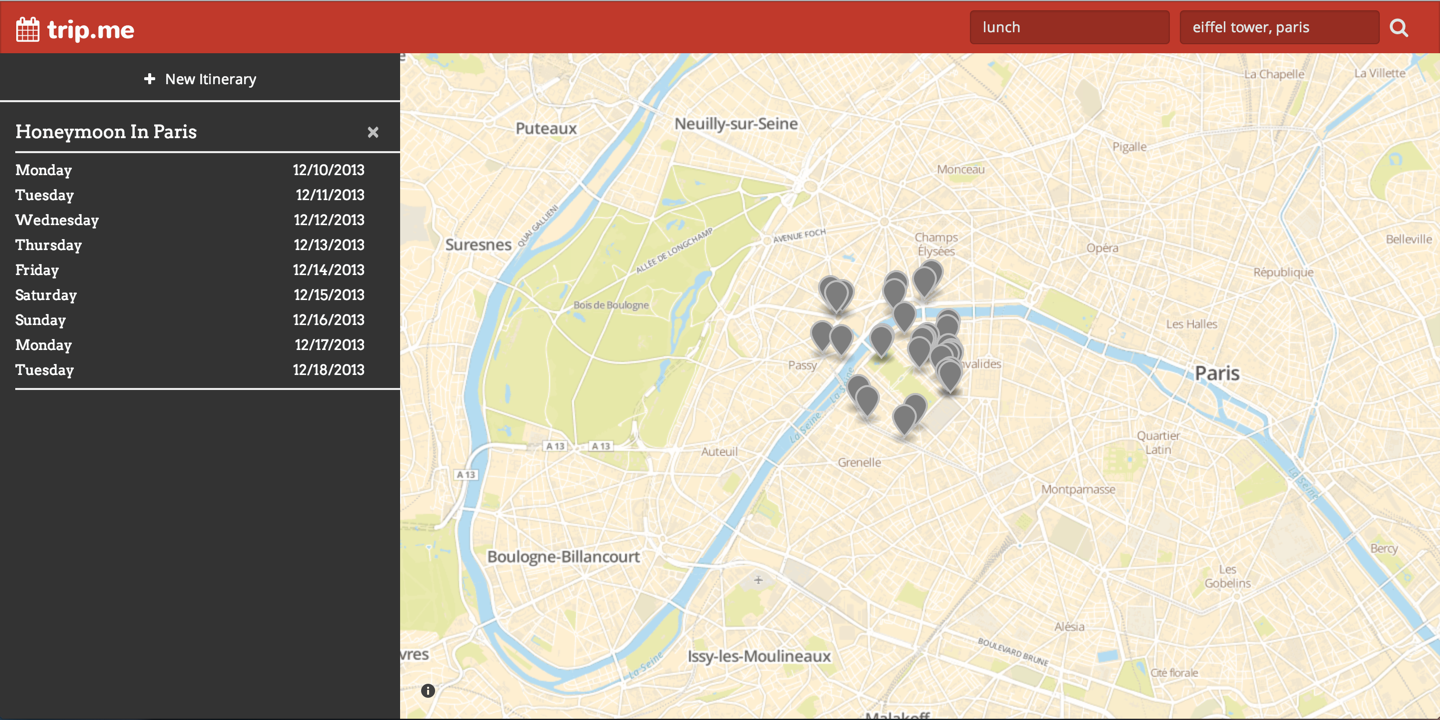 trip.me
lunch
eiffel tower, paris
New Itinerary
Honeymoon In Paris
Monday 12/10/2013
Tuesday 12/11/2013
Wednesday 12/12/2013
Thursday 12/13/2013
Friday 12/14/2013
Saturday 12/15/2013
Sunday 12/16/2013
Monday 12/17/2013
Tuesday 12/18/2013
La Chapelle
La Villette
Puteaux
Neuilly-sur-Seine
Pigalle
Monceau
QUAI GALLIENI
Suresnes
ALLÉE DE LONGCHAMP
AVENUE FOCH
Champs
Élysées
Opéra
Belleville
République
Bois de Boulogne
Les Halles
Passy
valides
Paris
La Seine
La Seine
A 13
A 13
A 13
Auteuil
Grenelle
Quartier
Latin
Montparnasse
La Seine
Boulogne-Billancourt
Bercy
Les
Gobelins
Alésia
BOULEVARD BRUNE
vres
Issy-les-Moulineaux
La Seine
Cité florale
Malakoff